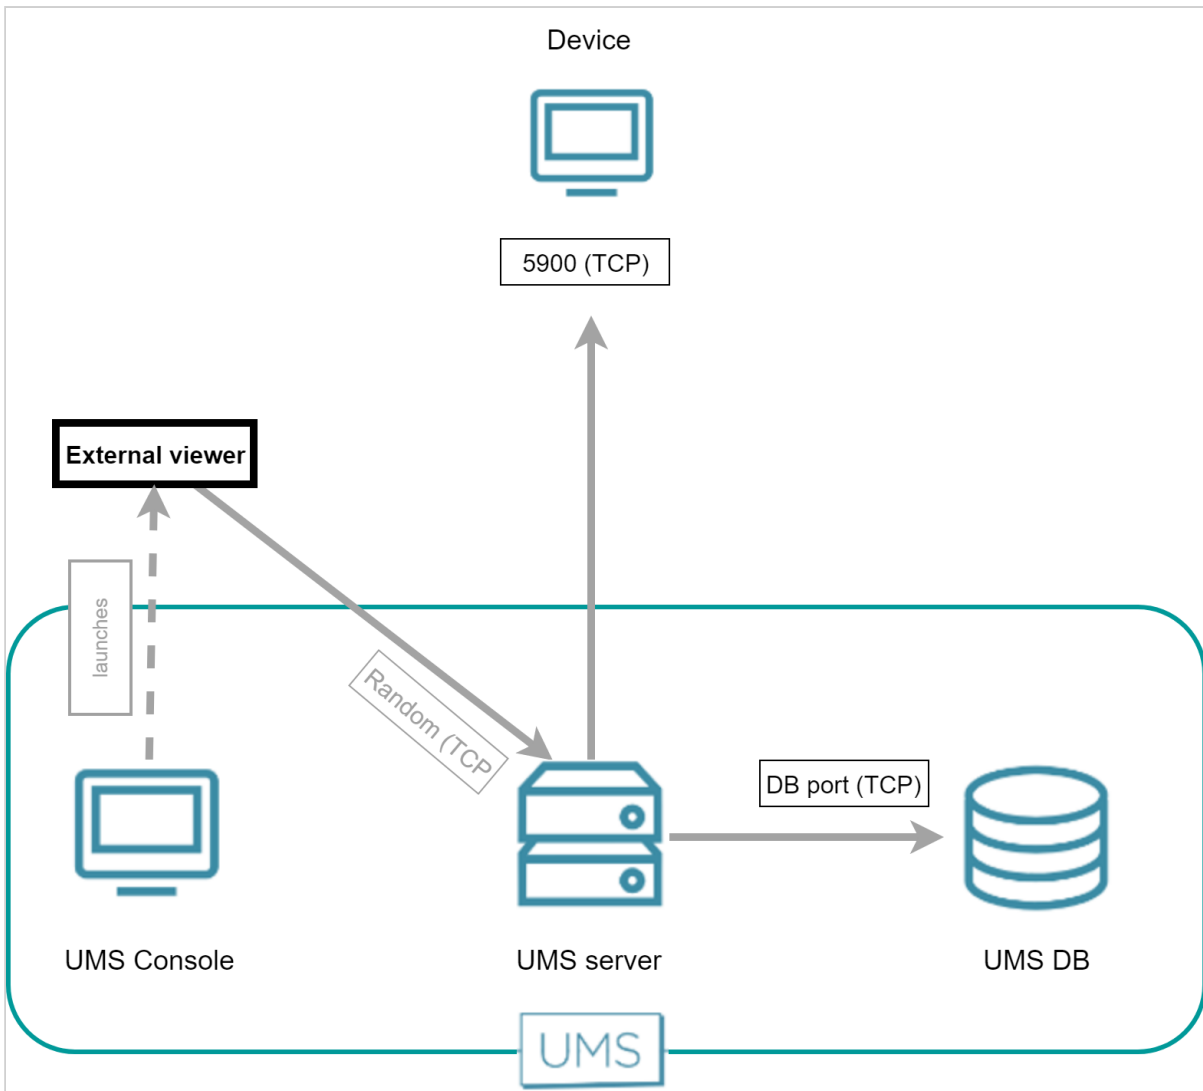 Device
5900 (TCP)
External viewer
launches
Random (TCP
DB port (TCP)
UMS Console
UMS server
UMS DB
UMS